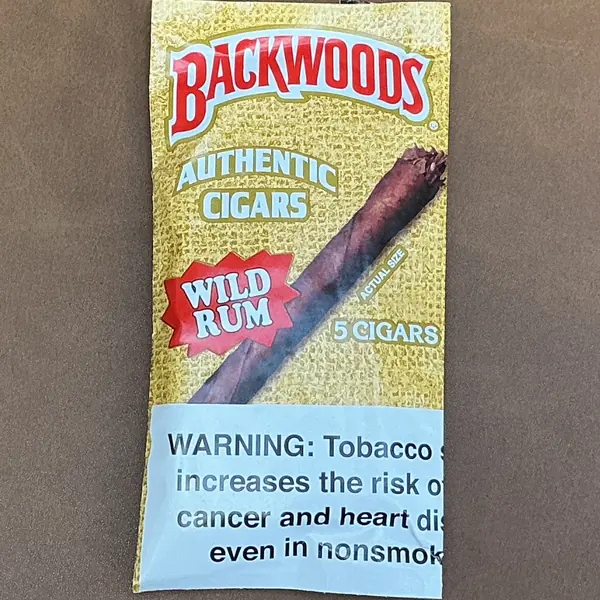 BACKWOODS®
AUTHENTIC
CIGARS
WILD
RUM
ACTUAL SIZE
5 CIGARS
WARNING: Tobacco s
increases the risk o
cancer and heart dis
even in nonsmok